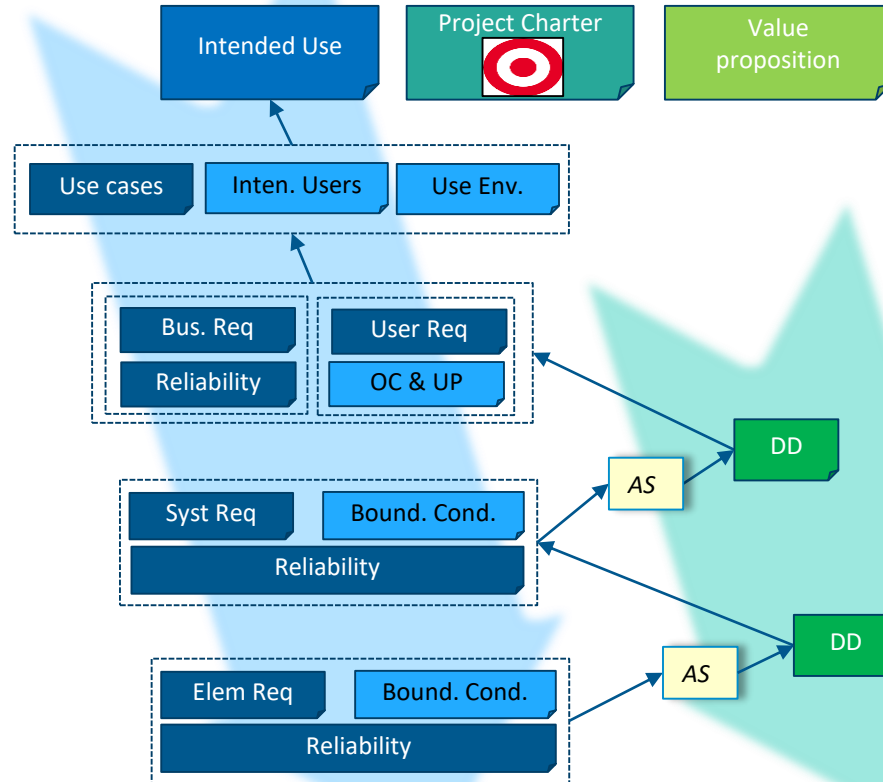 Intended Use
Project Charter
Value
proposition
Use cases
Inten. Users
Use Env.
Bus. Req
User Req
Reliability
OC & UP
DD
AS
Syst Req
Bound. Cond.
Reliability
DD
AS
Elem Req
Bound. Cond.
Reliability